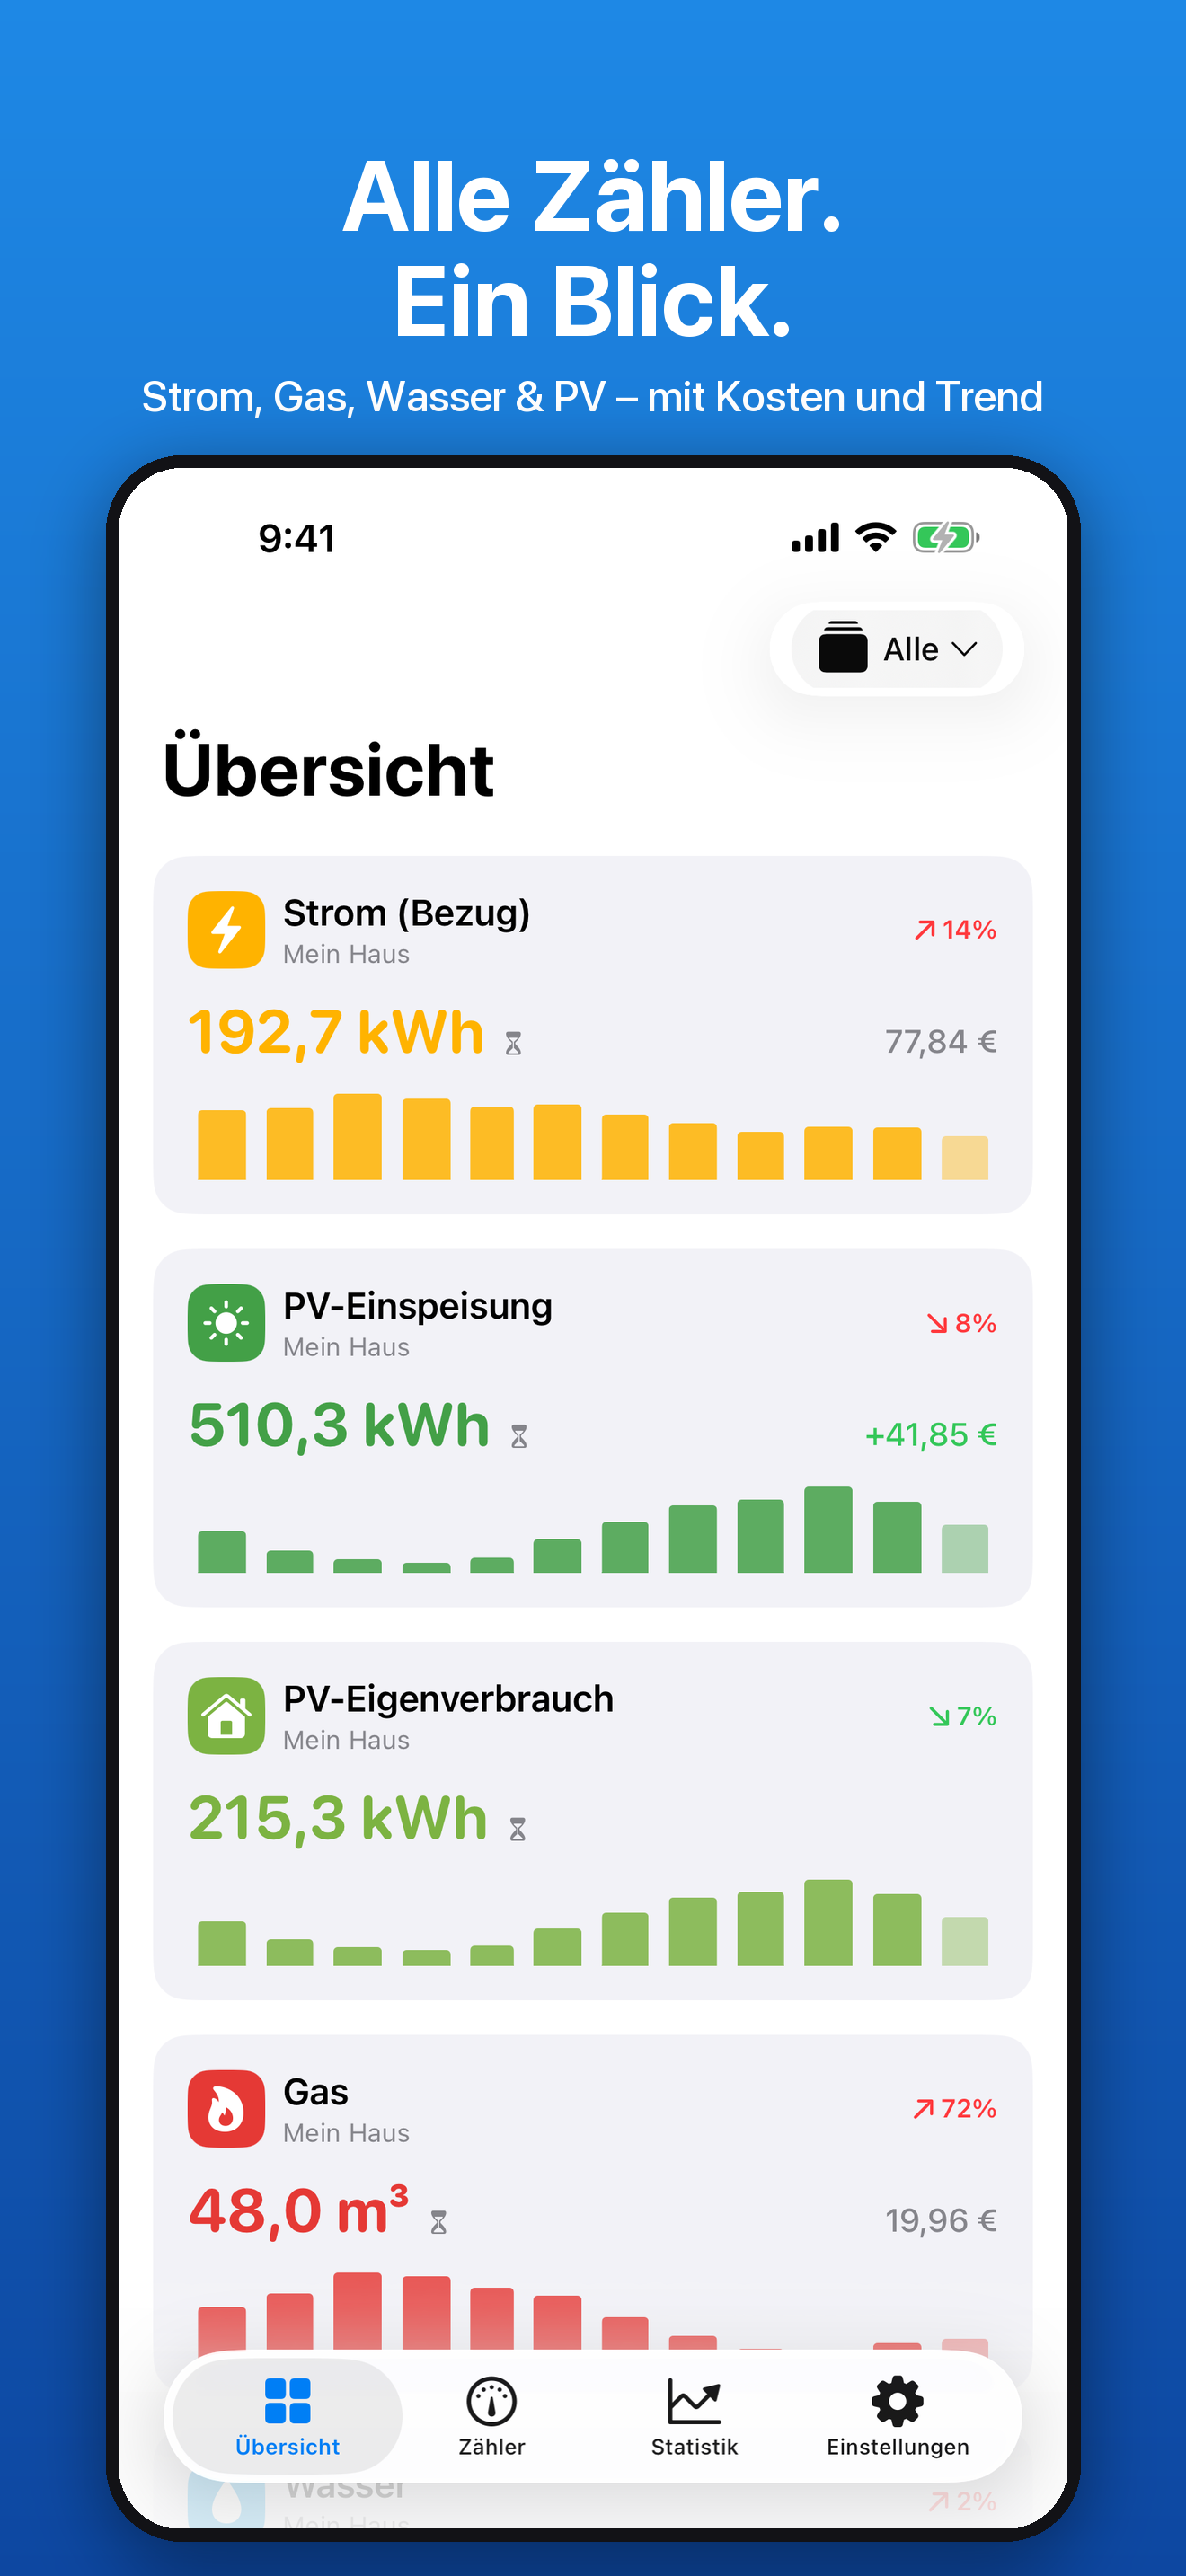 Alle Zähler.
Ein Blick.
Strom, Gas, Wasser & PV – mit Kosten und Trend
9:41
Alle
Übersicht
Strom (Bezug)
Mein Haus
14%
192,7 kWh
77,84 €
PV-Einspeisung
Mein Haus
8%
510,3 kWh
+41,85 €
PV-Eigenverbrauch
Mein Haus
7%
215,3 kWh
Gas
Mein Haus
72%
48,0 m³
19,96 €
Übersicht
Zähler
Statistik
Einstellungen
Wasser
2%
Mein Haus